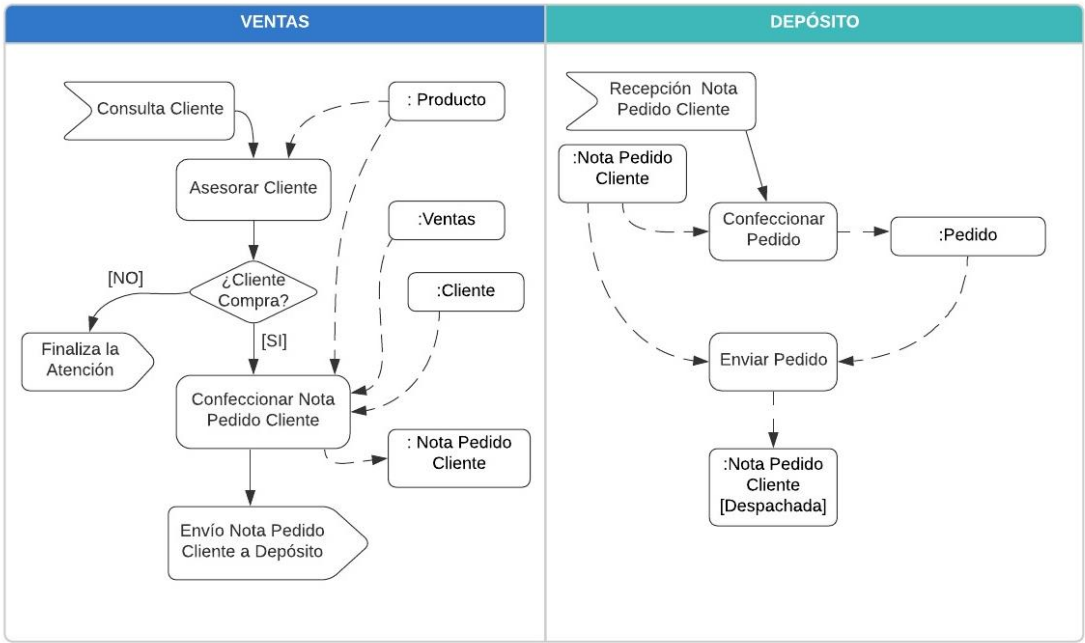 VENTAS
DEPÓSITO
Consulta Cliente
: Producto
Asesorar Cliente
:Ventas
¿Cliente
Compra?
[NO]
[SI]
:Cliente
Finaliza la
Atención
Confeccionar Nota
Pedido Cliente
: Nota Pedido
Cliente
Envío Nota Pedido
Cliente a Depósito
Recepción Nota
Pedido Cliente
:Nota Pedido
Cliente
Confeccionar
Pedido
:Pedido
Enviar Pedido
:Nota Pedido
Cliente
[Despachada]